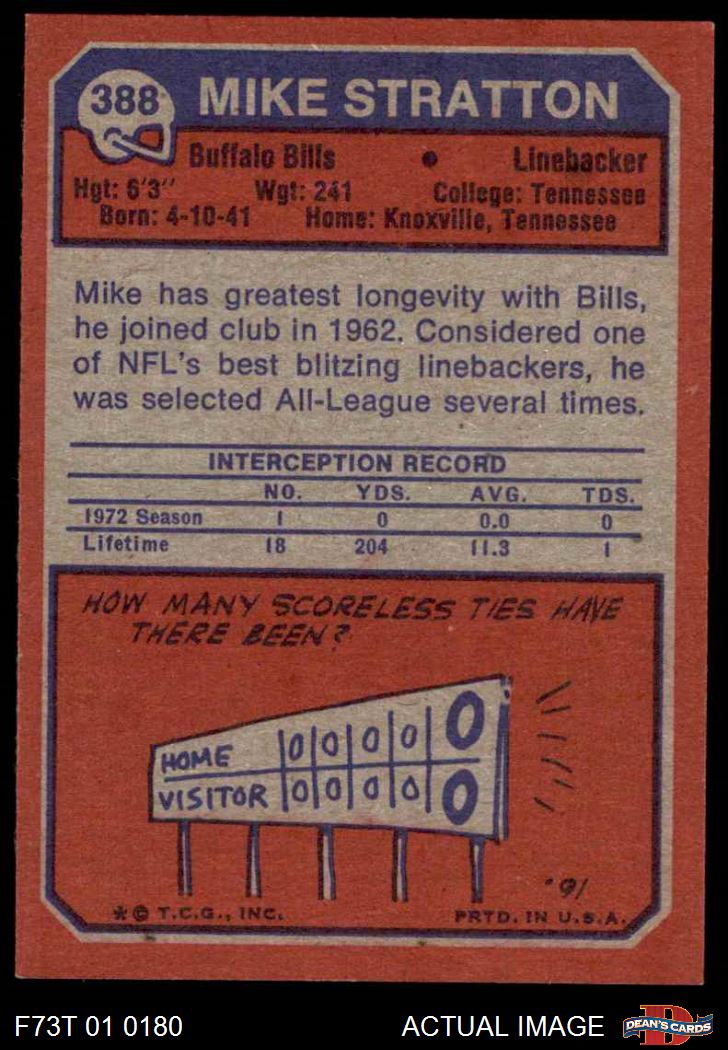 388 MIKE STRATTON
Buffalo Bills • Linebacker
Hgt: 6'3" Wgt: 241 College: Tennessee
Born: 4-10-41 Home: Knoxville, Tennessee
Mike has greatest longevity with Bills,
he joined club in 1962. Considered one
of NFL's best blitzing linebackers, he
was selected All-League several times.
INTERCEPTION RECORD
NO. YDS. AVG. TDS.
1972 Season 1 0 0.0 0
Lifetime 18 204 11.3 1
HOW MANY SCORELESS TIES HAVE
THERE BEEN?
HOME 0 0 0 0 0
VISITOR 0 0 0 0 0
.91
* © T.C.G., INC. PRTD. IN U.S.A.
F73T 01 0180 ACTUAL IMAGE D DEAN'S CARDS